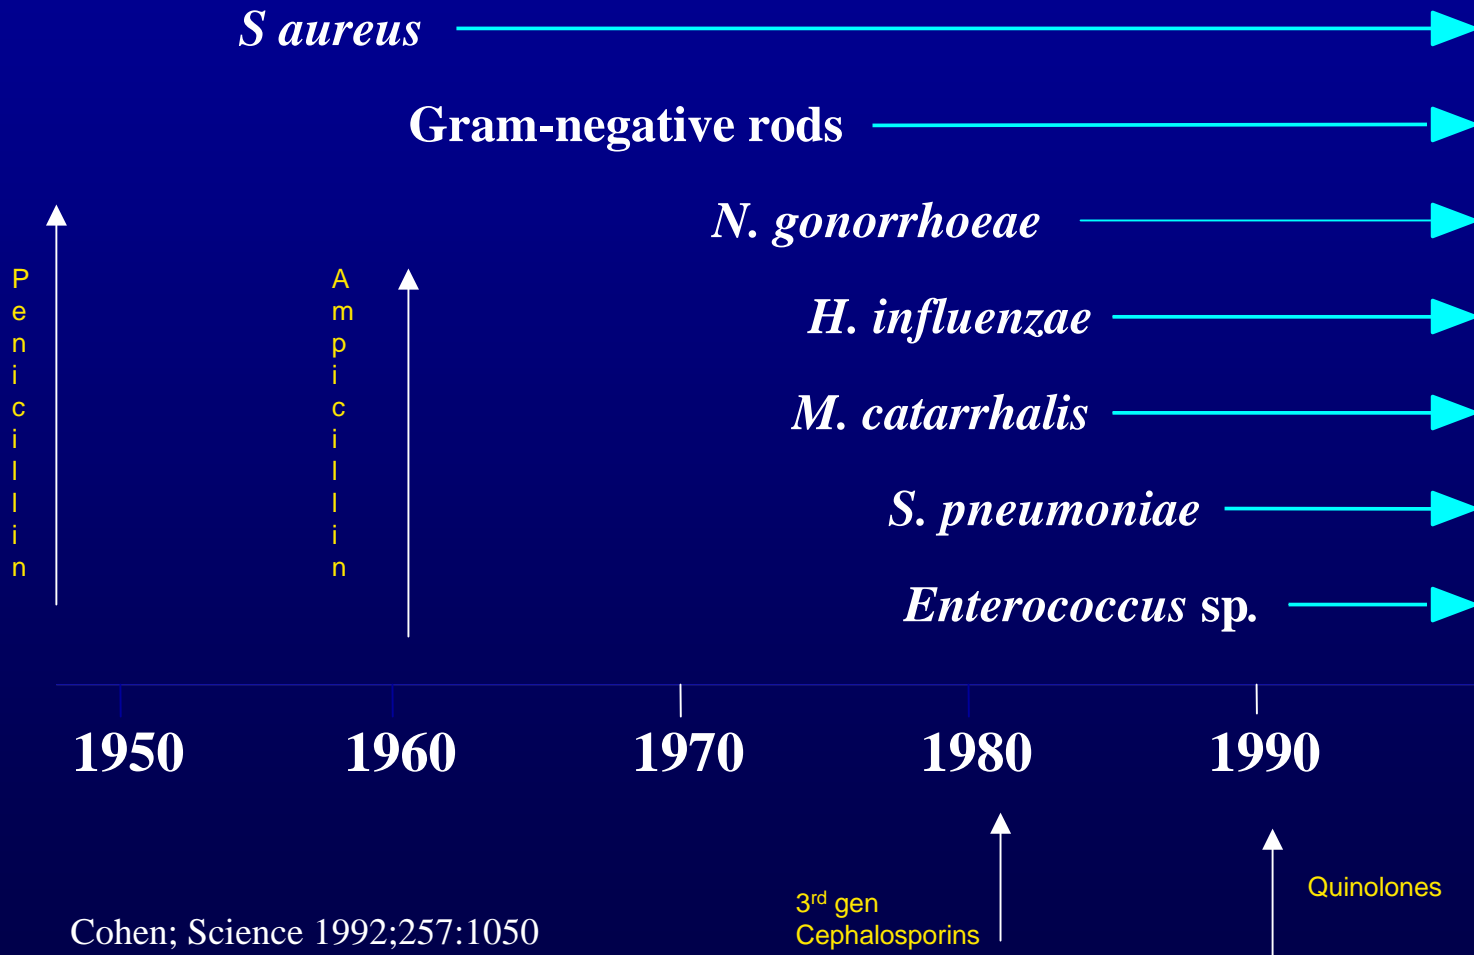 S aureus
Gram-negative rods
N. gonorrhoeae
Penicillin
Ampicillin
H. influenzae
M. catarrhalis
S. pneumoniae
Enterococcus sp.
1950 1960 1970 1980 1990
3rd gen
Cephalosporins
Quinolones
Cohen; Science 1992;257:1050